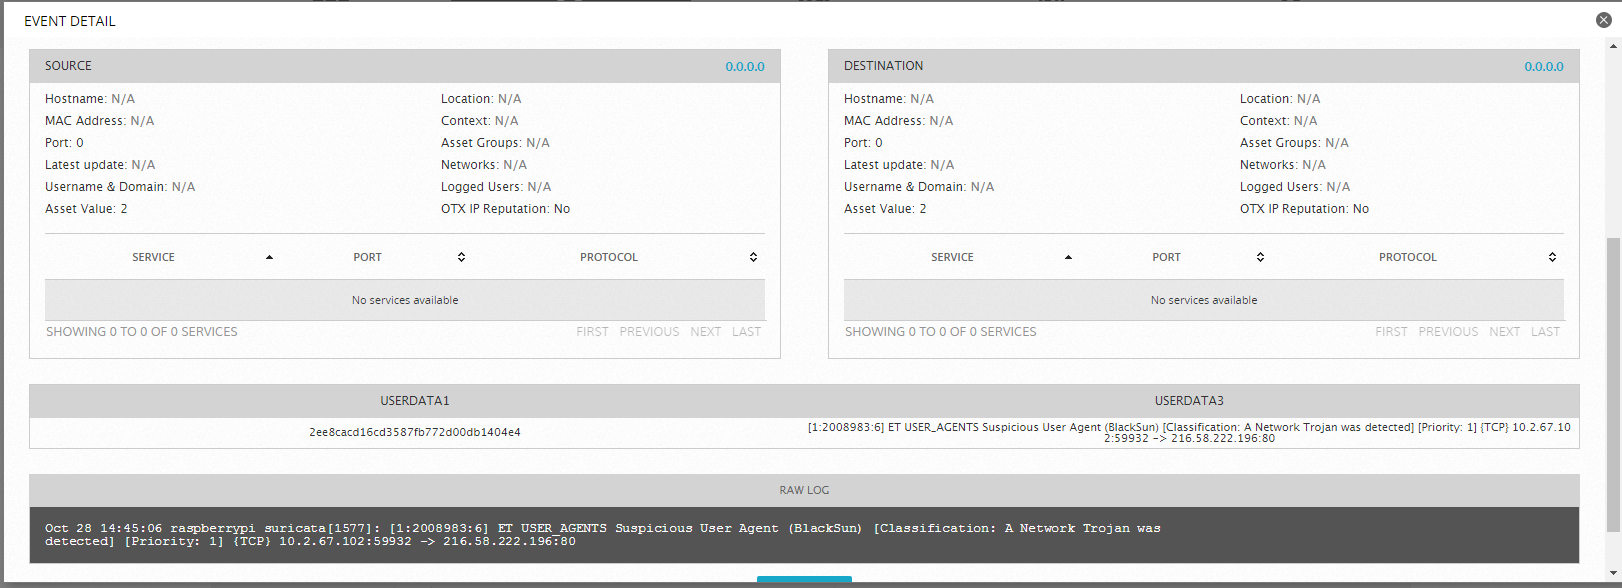 EVENT DETAIL
SOURCE 0.0.0.0
Hostname: N/A Location: N/A
MAC Address: N/A Context: N/A
Port: 0 Asset Groups: N/A
Latest update: N/A Networks: N/A
Username & Domain: N/A Logged Users: N/A
Asset Value: 2 OTX IP Reputation: No
SERVICE PORT PROTOCOL
No services available
SHOWING 0 TO 0 OF 0 SERVICES FIRST PREVIOUS NEXT LAST
DESTINATION 0.0.0.0
Hostname: N/A Location: N/A
MAC Address: N/A Context: N/A
Port: 0 Asset Groups: N/A
Latest update: N/A Networks: N/A
Username & Domain: N/A Logged Users: N/A
Asset Value: 2 OTX IP Reputation: No
SERVICE PORT PROTOCOL
No services available
SHOWING 0 TO 0 OF 0 SERVICES FIRST PREVIOUS NEXT LAST
USERDATA1 USERDATA3
2ee8cacd16cd3587fb772d00db1404e4
[1:2008983:6] ET USER_AGENTS Suspicious User Agent (BlackSun) [Classification: A Network Trojan was detected] [Priority: 1] {TCP} 10.2.67.10
2:59932 -> 216.58.222.196:80
RAW LOG
Oct 28 14:45:06 raspberrypi suricata[1577]: [1:2008983:6] ET USER_AGENTS Suspicious User Agent (BlackSun) [Classification: A Network Trojan was
detected] [Priority: 1] {TCP} 10.2.67.102:59932 -> 216.58.222.196:80